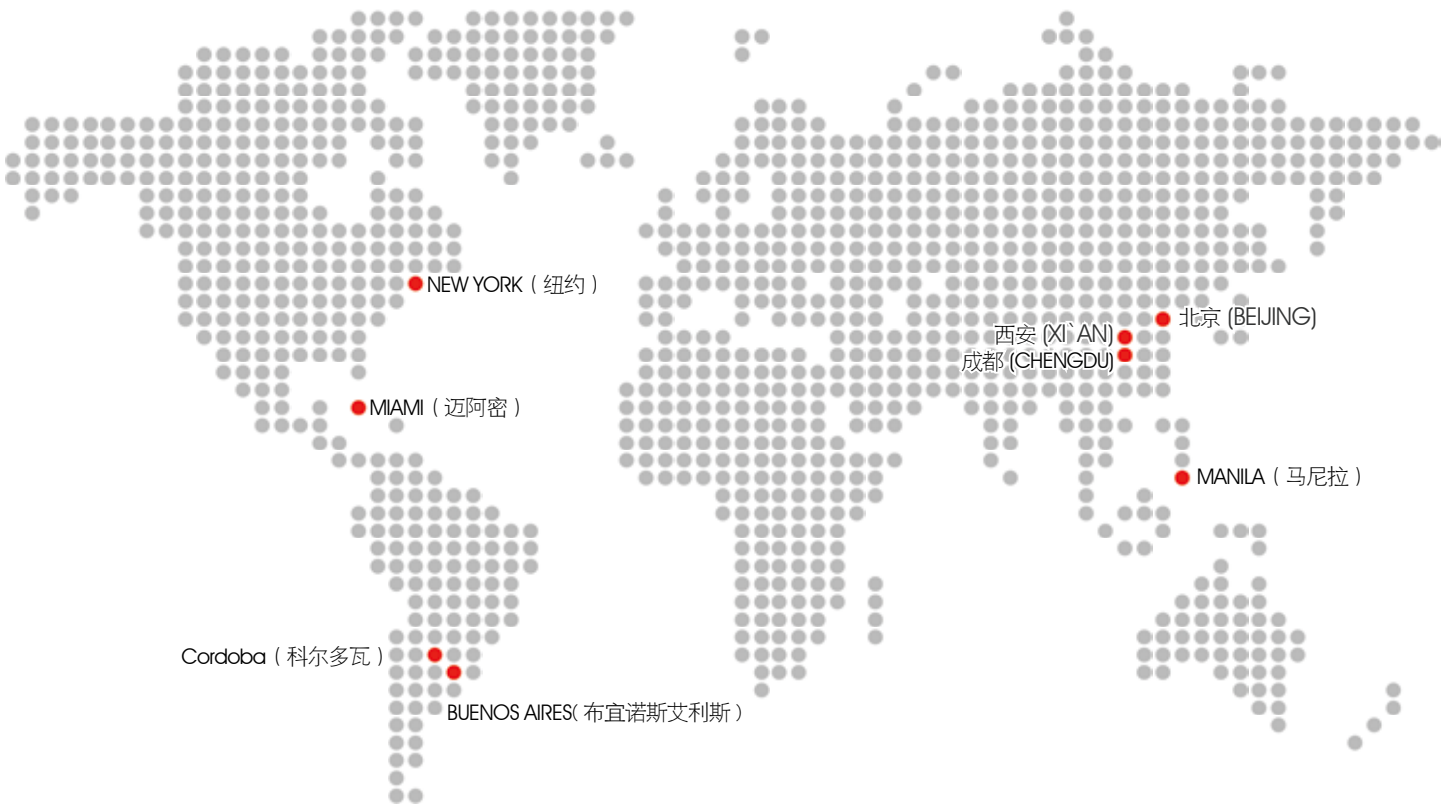 NEW YORK（纽约）
北京 (BEIJING)
西安 (XI`AN)
成都 (CHENGDU)
MIAMI（迈阿密）
MANILA（马尼拉）
Cordoba（科尔多瓦）
BUENOS AIRES( 布宜诺斯艾利斯 ）